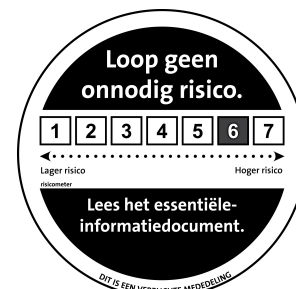 Loop geen
onnodig risico.
1 2 3 4 5 6 7
Lager risico Hoger risico
risicometer
Lees het essentiële-
informatiedocument.
DIT IS EEN VERPLICHTE MEDEDELING